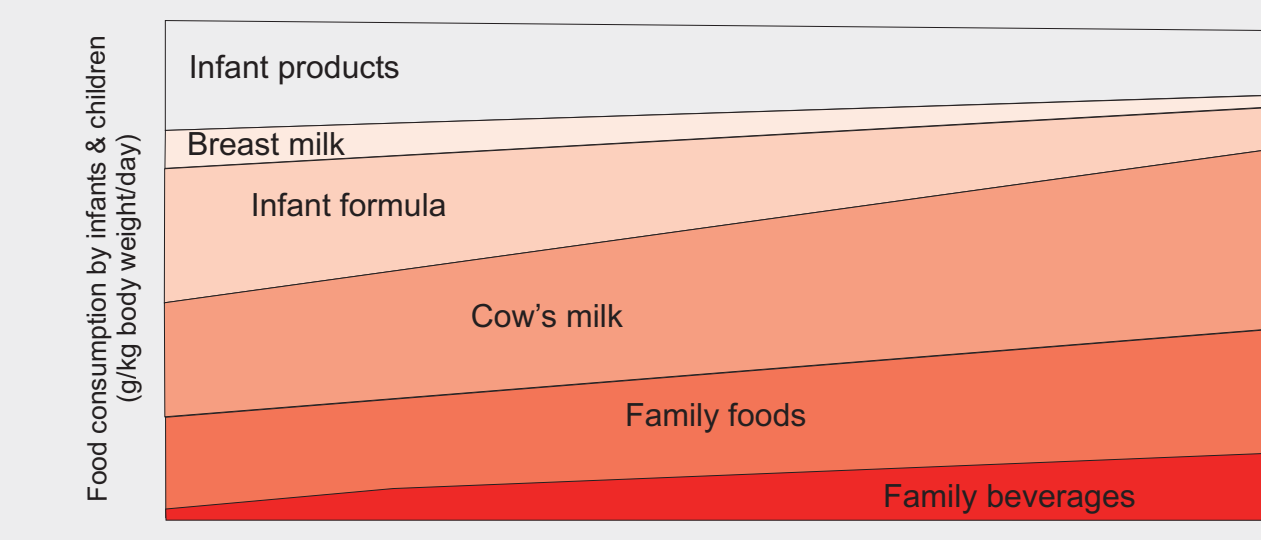 Food consumption by infants & children
(g/kg body weight/day)
Infant products
Breast milk
Infant formula
Cow’s milk
Family foods
Family beverages